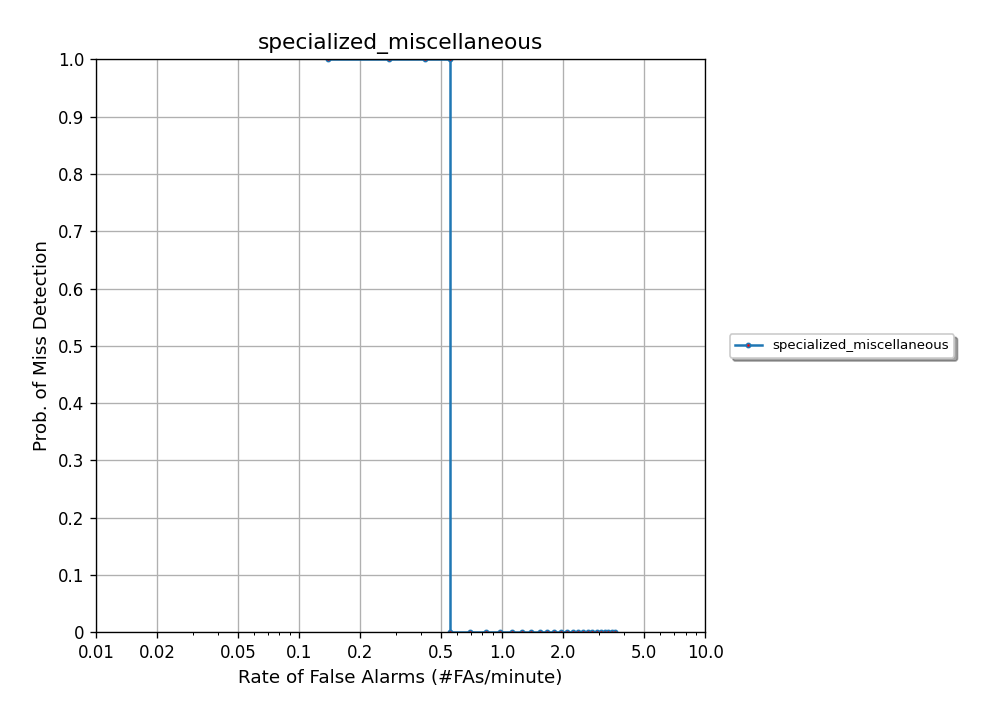 specialized_miscellaneous
1.0
0.9
0.8
0.7
0.6
0.5
0.4
0.3
0.2
0.1
0
Prob. of Miss Detection
0.01 0.02 0.05 0.1 0.2 0.5 1.0 2.0 5.0 10.0
Rate of False Alarms (#FAs/minute)
specialized_miscellaneous